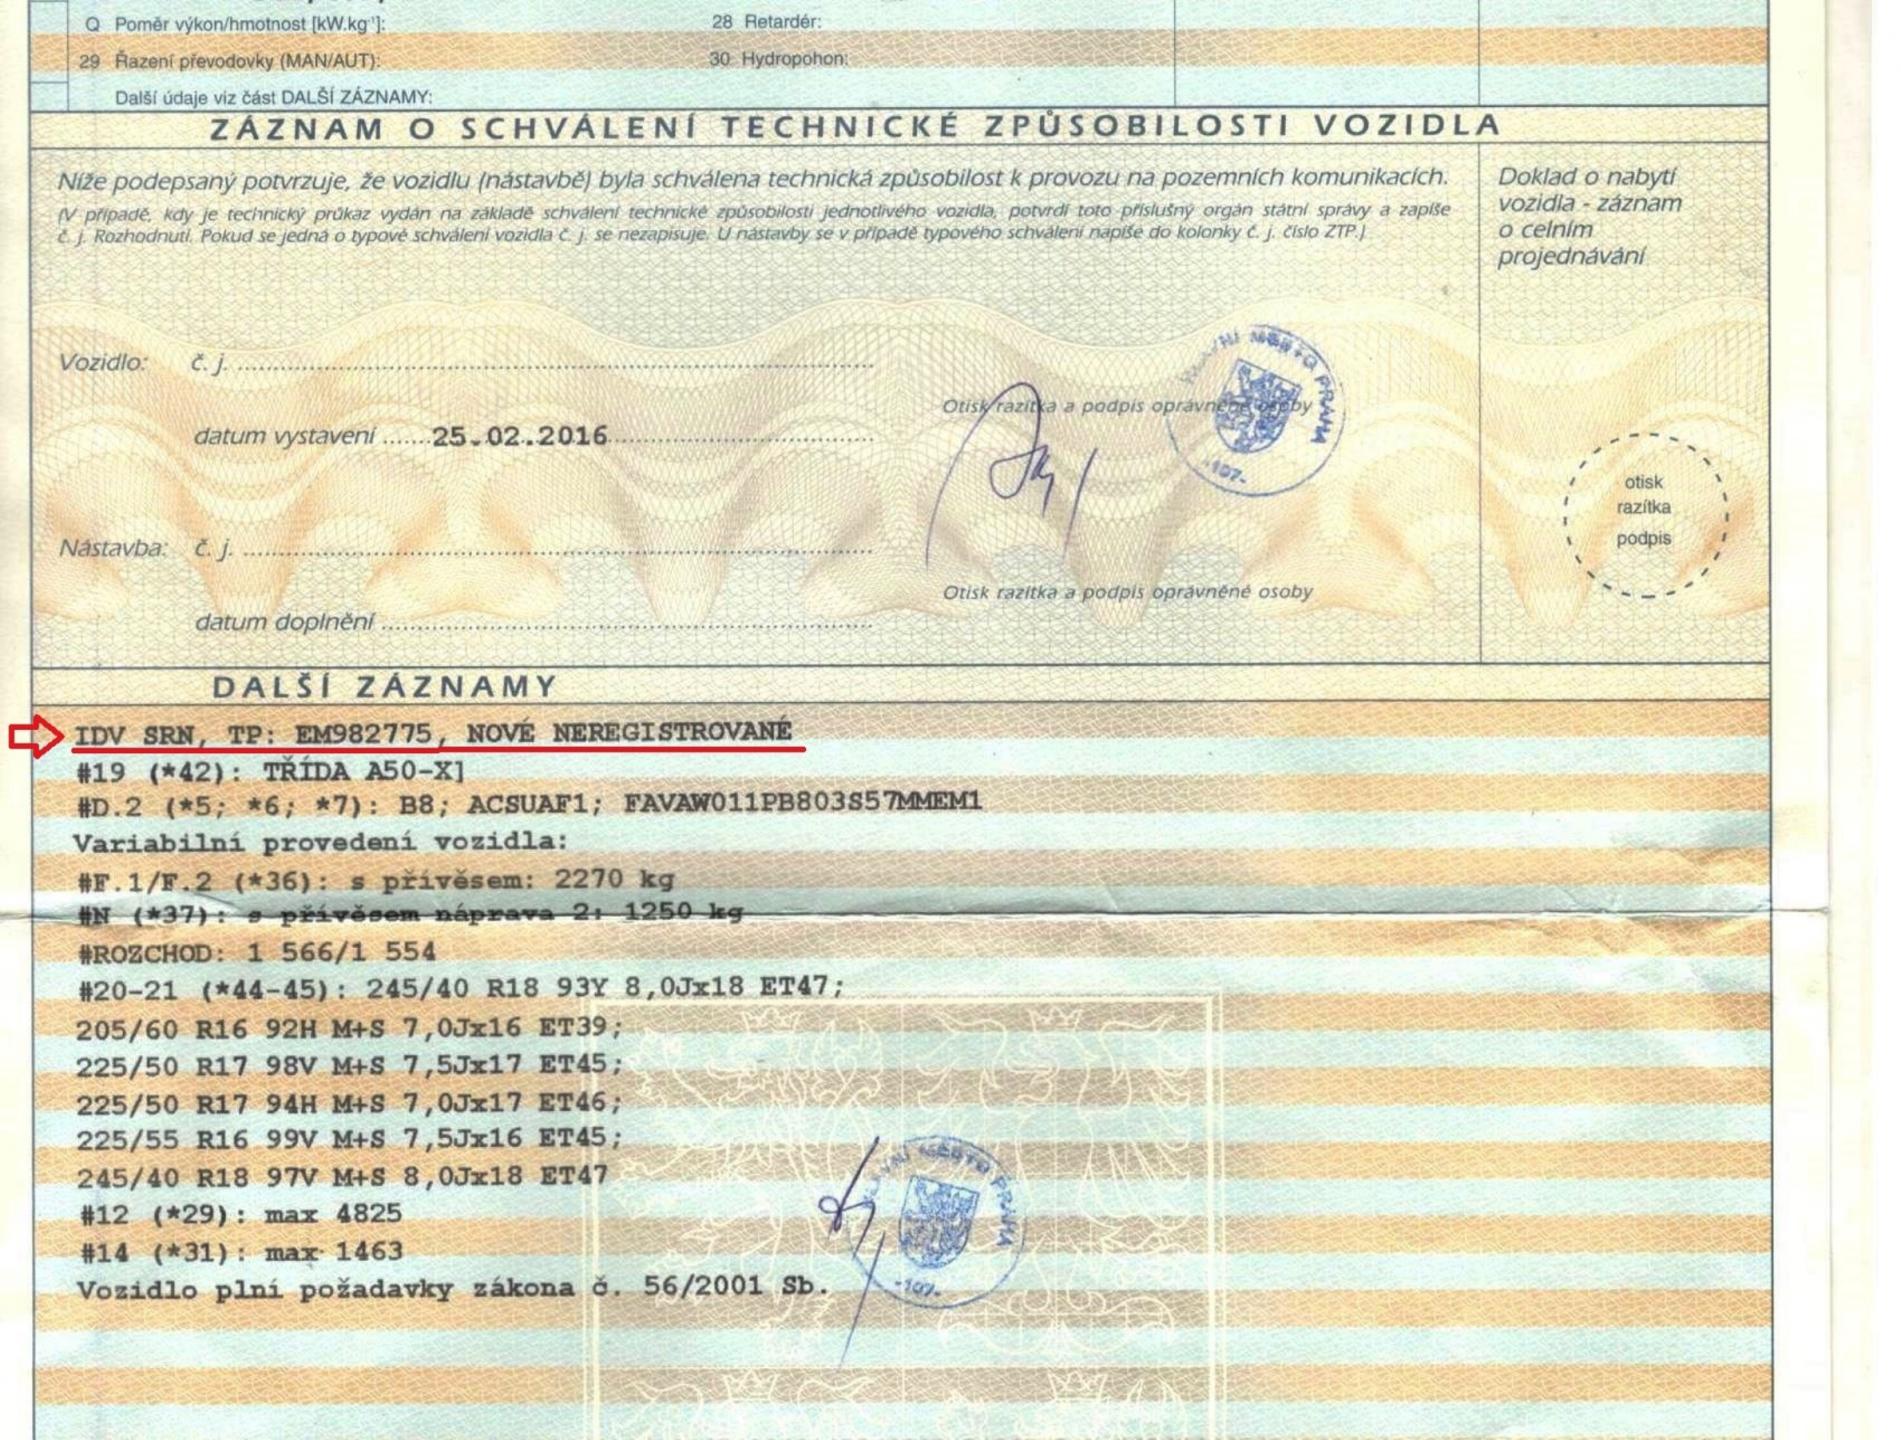 Q Poměr výkon/hmotnost [kW.kg⁻¹]:
28 Retardér:
29 Řazení převodovky (MAN/AUT):
30 Hydropohon:
Další údaje viz část DALŠÍ ZÁZNAMY:
ZÁZNAM O SCHVÁLENÍ TECHNICKÉ ZPŮSOBILOSTI VOZIDLA
Níže podepsaný potvrzuje, že vozidlu (nástavbě) byla schválena technická způsobilost k provozu na pozemních komunikacích.
(V případě, kdy je technický průkaz vydán na základě schválení technické způsobilosti jednotlivého vozidla, potvrdí toto příslušný orgán státní správy a zapíše
č. j. Rozhodnutí. Pokud se jedná o typové schválení vozidla č. j. se nezapisuje. U nástavby se v případě typového schválení napíše do kolonky č. j. číslo ZTP.)
Doklad o nabytí
vozidla - záznam
o celním
projednávání
Vozidlo: č. j.
Otisk razítka a podpis oprávněné osoby
HLAVNÍ MĚSTO PRAHA
-107-
datum vystavení 25.02.2016
otisk
razítka
podpis
Nástavba: č. j.
Otisk razítka a podpis oprávněné osoby
datum doplnění
DALŠÍ ZÁZNAMY
IDV SRN, TP: EM982775, NOVÉ NEREGISTROVANÉ
#19 (*42): TŘÍDA A50-X]
#D.2 (*5; *6; *7): B8; ACSUAF1; FAVAW011PB803S57MMEM1
Variabilní provedení vozidla:
#F.1/F.2 (*36): s přívěsem: 2270 kg
#N (*37): s přívěsem náprava 2: 1250 kg
#ROZCHOD: 1 566/1 554
#20-21 (*44-45): 245/40 R18 93Y 8,0Jx18 ET47;
205/60 R16 92H M+S 7,0Jx16 ET39;
225/50 R17 98V M+S 7,5Jx17 ET45;
225/50 R17 94H M+S 7,0Jx17 ET46;
225/55 R16 99V M+S 7,5Jx16 ET45;
245/40 R18 97V M+S 8,0Jx18 ET47
#12 (*29): max 4825
#14 (*31): max 1463
Vozidlo plní požadavky zákona č. 56/2001 Sb.
HLAVNÍ MĚSTO PRAHA
-107-